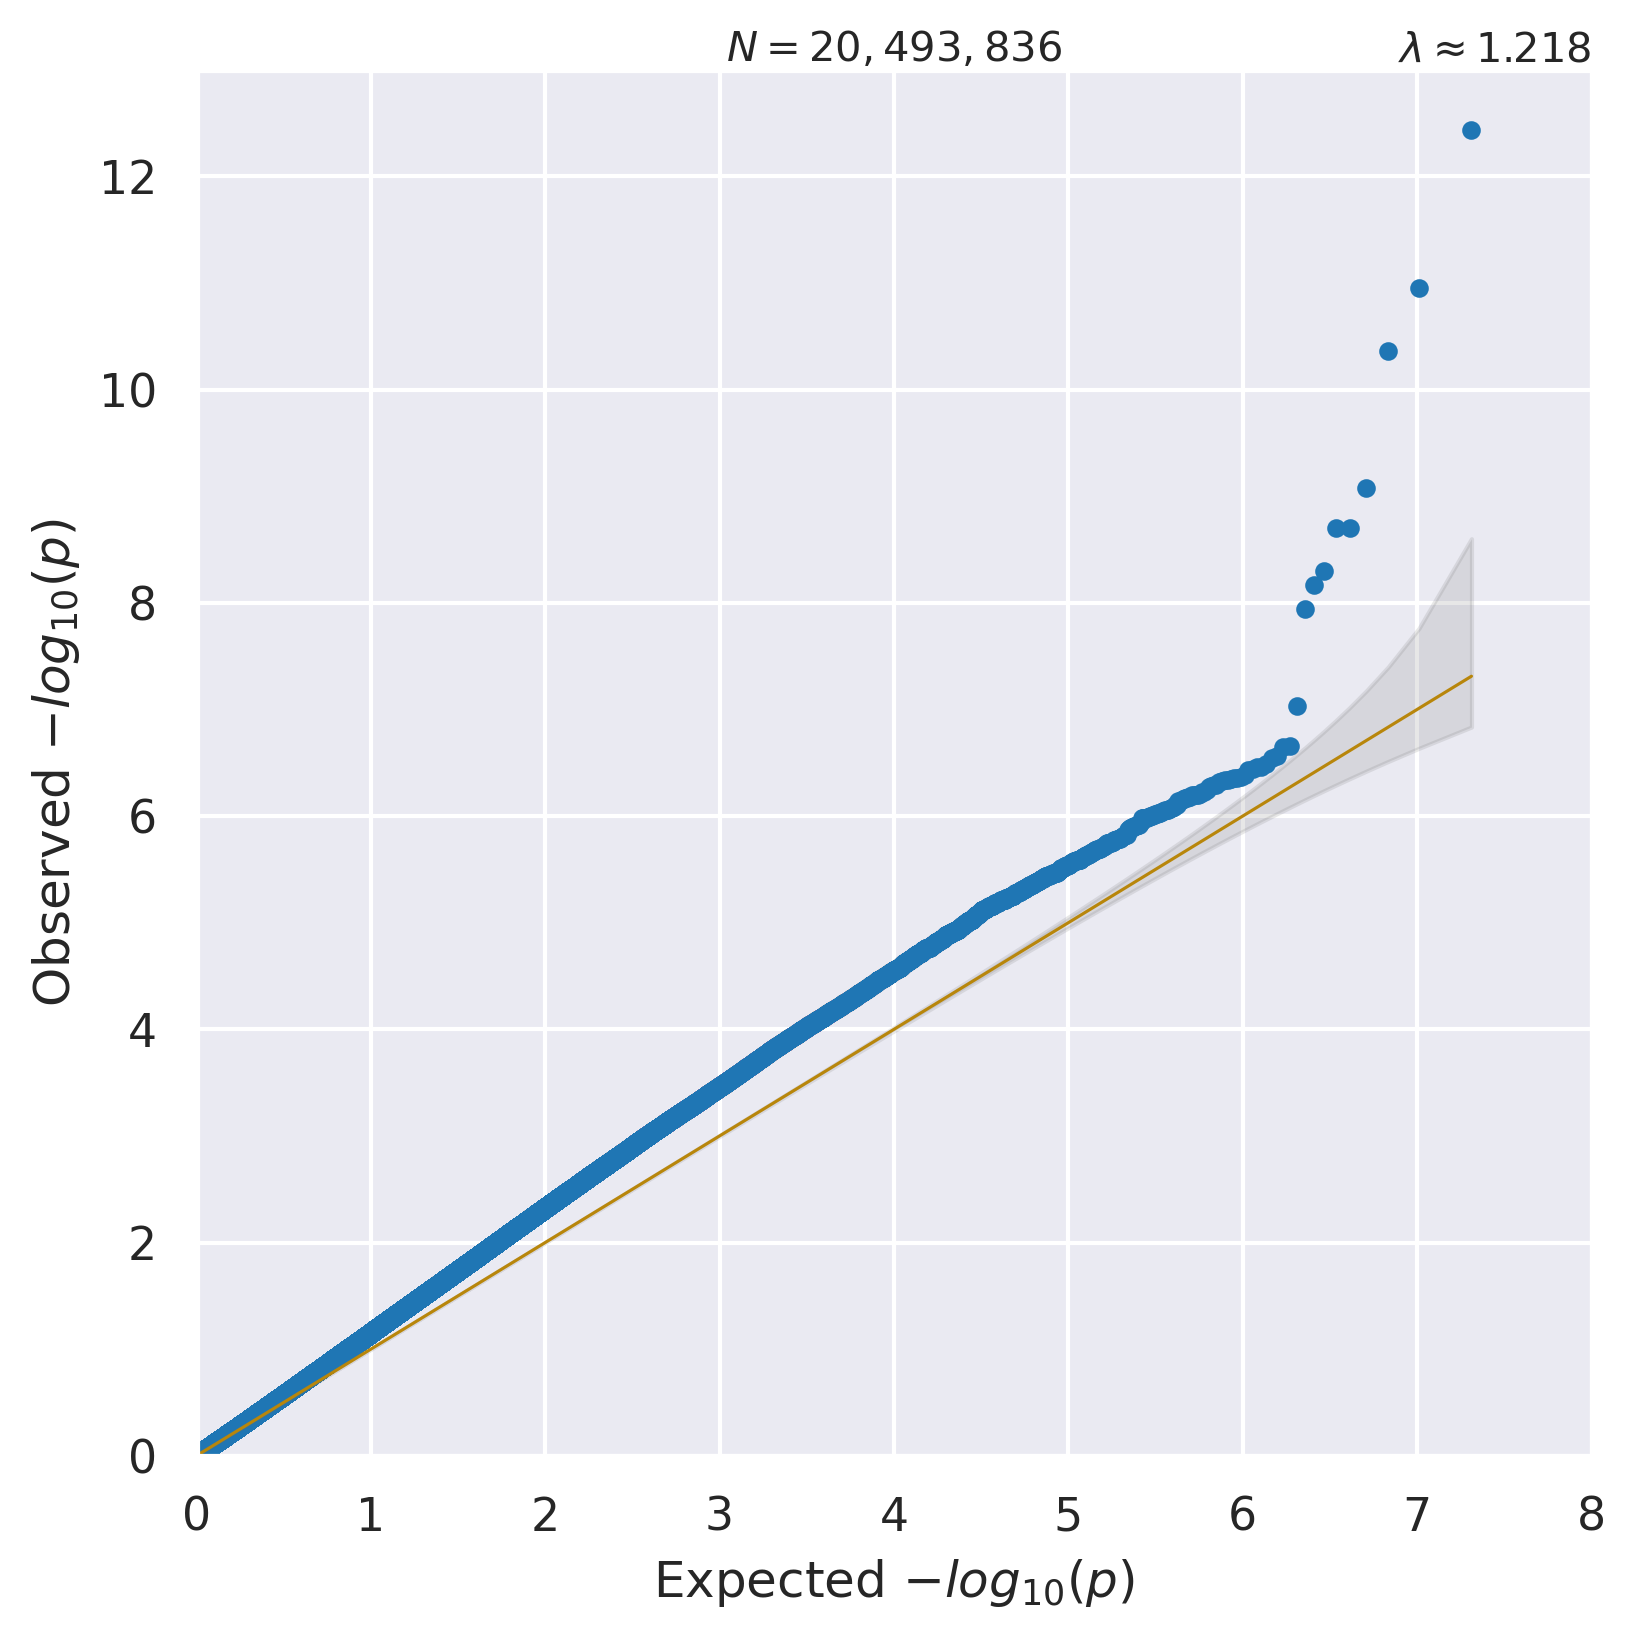 N = 20, 493, 836
λ ≈ 1.218
Observed −log₁₀(p)
12
10
8
6
4
2
0
0 1 2 3 4 5 6 7 8
Expected −log₁₀(p)